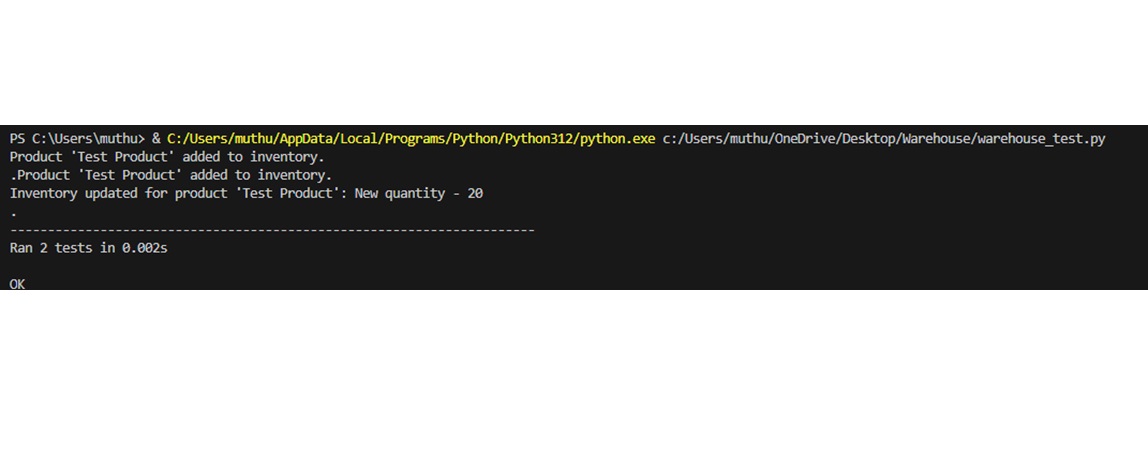 PS C:\Users\muthu> & C:/Users/muthu/AppData/Local/Programs/Python/Python312/python.exe c:/Users/muthu/OneDrive/Desktop/Warehouse/warehouse_test.py
Product 'Test Product' added to inventory.
.Product 'Test Product' added to inventory.
Inventory updated for product 'Test Product': New quantity - 20
.
----------------------------------------------------------------------
Ran 2 tests in 0.002s
OK